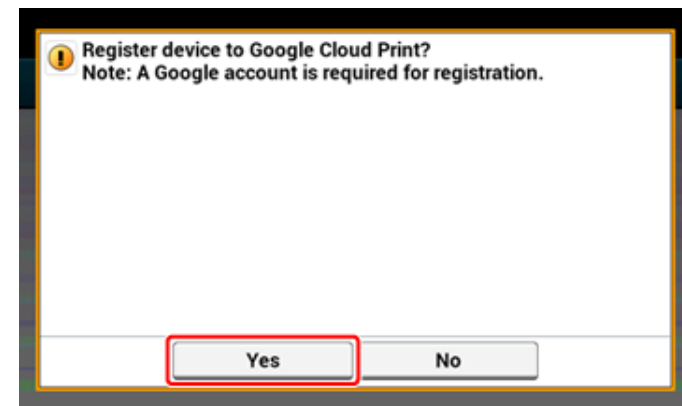 Register device to Google Cloud Print?
Note: A Google account is required for registration.
Yes
No